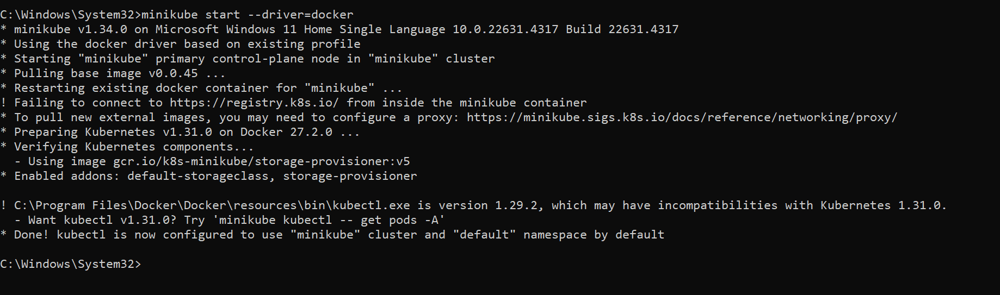 C:\Windows\System32>minikube start --driver=docker
* minikube v1.34.0 on Microsoft Windows 11 Home Single Language 10.0.22631.4317 Build 22631.4317
* Using the docker driver based on existing profile
* Starting "minikube" primary control-plane node in "minikube" cluster
* Pulling base image v0.0.45 ...
* Restarting existing docker container for "minikube" ...
! Failing to connect to https://registry.k8s.io/ from inside the minikube container
* To pull new external images, you may need to configure a proxy: https://minikube.sigs.k8s.io/docs/reference/networking/proxy/
* Preparing Kubernetes v1.31.0 on Docker 27.2.0 ...
* Verifying Kubernetes components...
  - Using image gcr.io/k8s-minikube/storage-provisioner:v5
* Enabled addons: default-storageclass, storage-provisioner
! C:\Program Files\Docker\Docker\resources\bin\kubectl.exe is version 1.29.2, which may have incompatibilities with Kubernetes 1.31.0.
  - Want kubectl v1.31.0? Try 'minikube kubectl -- get pods -A'
* Done! kubectl is now configured to use "minikube" cluster and "default" namespace by default
C:\Windows\System32>